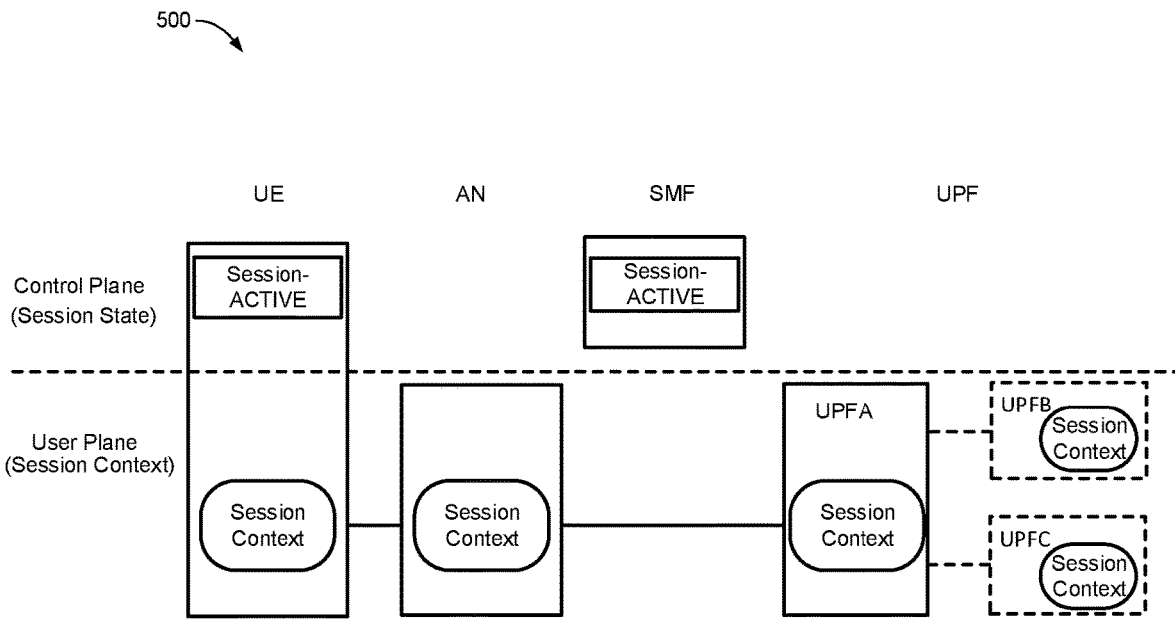 500
UE
AN
SMF
UPF
Control Plane
(Session State)
Session-
ACTIVE
Session-
ACTIVE
User Plane
(Session Context)
UPFA
UPFB
Session
Context
Session
Context
Session
Context
Session
Context
UPFC
Session
Context